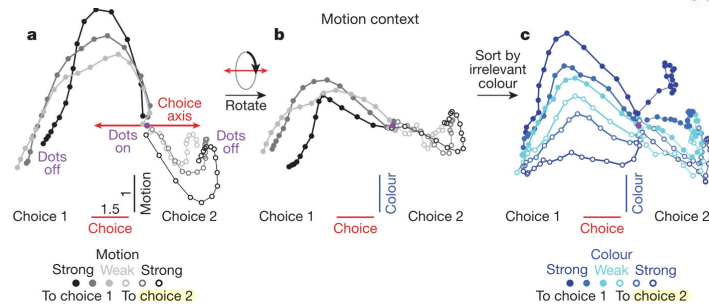 Motion context
a
b
c
Rotate
Sort by
irrelevant
colour
Choice
axis
Dots
on
Dots
off
Dots
off
1
Motion
1.5
Choice 1
Choice
Choice 2
Colour
Choice 1
Choice
Choice 2
Colour
Choice 1
Choice
Choice 2
Motion
Strong Weak Strong
To choice 1 To choice 2
Colour
Strong Weak Strong
To choice 1 To choice 2